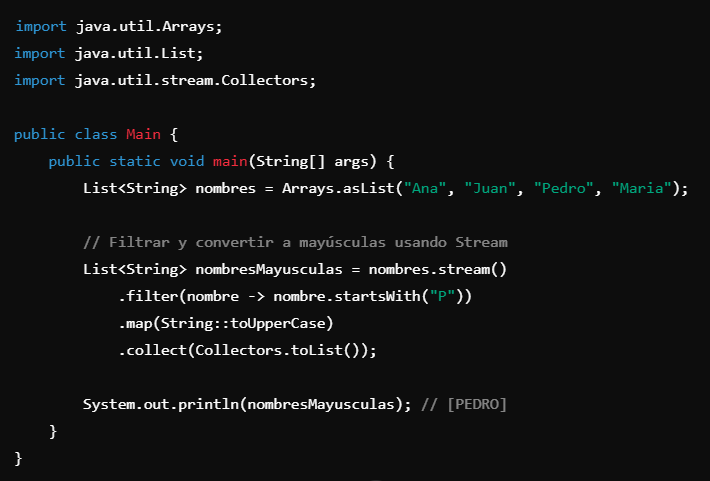 import java.util.Arrays;
import java.util.List;
import java.util.stream.Collectors;

public class Main {
    public static void main(String[] args) {
        List<String> nombres = Arrays.asList("Ana", "Juan", "Pedro", "Maria");

        // Filtrar y convertir a mayúsculas usando Stream
        List<String> nombresMayusculas = nombres.stream()
            .filter(nombre -> nombre.startsWith("P"))
            .map(String::toUpperCase)
            .collect(Collectors.toList());

        System.out.println(nombresMayusculas); // [PEDRO]
    }
}